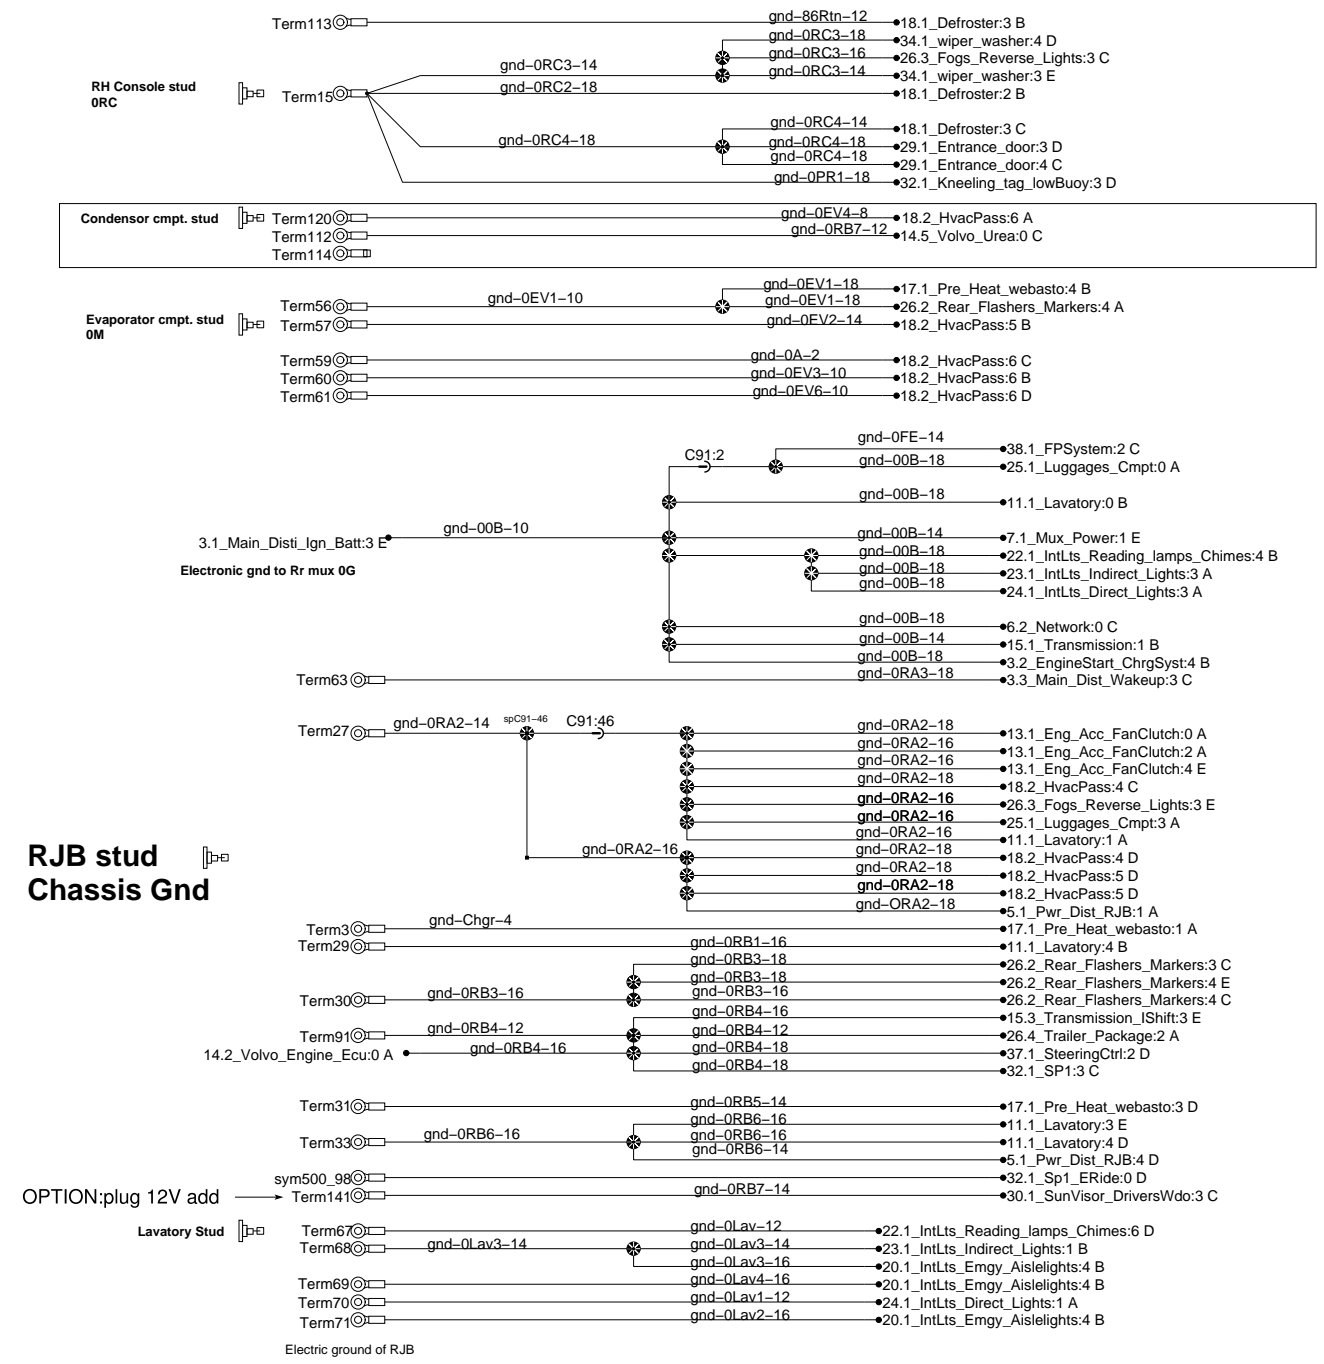 Term113 gnd–86Rtn–12 18.1_Defroster:3 B
gnd–0RC3–18 34.1_wiper_washer:4 D
gnd–0RC3–16 26.3_Fogs_Reverse_Lights:3 C
gnd–0RC3–14 gnd–0RC3–14 34.1_wiper_washer:3 E
RH Console stud
0RC
Term15 gnd–0RC2–18 18.1_Defroster:2 B
gnd–0RC4–14 18.1_Defroster:3 C
gnd–0RC4–18 gnd–0RC4–18 29.1_Entrance_door:3 D
gnd–0RC4–18 29.1_Entrance_door:4 C
gnd–0PR1–18 32.1_Kneeling_tag_lowBuoy:3 D
Condensor cmpt. stud Term120 gnd–0EV4–8 18.2_HvacPass:6 A
Term112 gnd–0RB7–12 14.5_Volvo_Urea:0 C
Term114
gnd–0EV1–18 17.1_Pre_Heat_webasto:4 B
Term56 gnd–0EV1–10 gnd–0EV1–18 26.2_Rear_Flashers_Markers:4 A
Evaporator cmpt. stud
0M
Term57 gnd–0EV2–14 18.2_HvacPass:5 B
Term59 gnd–0A–2 18.2_HvacPass:6 C
Term60 gnd–0EV3–10 18.2_HvacPass:6 B
Term61 gnd–0EV6–10 18.2_HvacPass:6 D
gnd–0FE–14 38.1_FPSystem:2 C
C91:2 gnd–00B–18 25.1_Luggages_Cmpt:0 A
gnd–00B–18 11.1_Lavatory:0 B
3.1_Main_Disti_Ign_Batt:3 E gnd–00B–10 gnd–00B–14 7.1_Mux_Power:1 E
gnd–00B–18 22.1_IntLts_Reading_lamps_Chimes:4 B
Electronic gnd to Rr mux 0G gnd–00B–18 23.1_IntLts_Indirect_Lights:3 A
gnd–00B–18 24.1_IntLts_Direct_Lights:3 A
gnd–00B–18 6.2_Network:0 C
gnd–00B–14 15.1_Transmission:1 B
gnd–00B–18 3.2_EngineStart_ChrgSyst:4 B
Term63 gnd–0RA3–18 3.3_Main_Dist_Wakeup:3 C
Term27 gnd–0RA2–14 spC91–46 C91:46 gnd–0RA2–18 13.1_Eng_Acc_FanClutch:0 A
gnd–0RA2–16 13.1_Eng_Acc_FanClutch:2 A
gnd–0RA2–16 13.1_Eng_Acc_FanClutch:4 E
gnd–0RA2–18 18.2_HvacPass:4 C
gnd–0RA2–16 26.3_Fogs_Reverse_Lights:3 E
gnd–0RA2–16 25.1_Luggages_Cmpt:3 A
gnd–0RA2–16 11.1_Lavatory:1 A
RJB stud
Chassis Gnd
gnd–0RA2–16 gnd–0RA2–18 18.2_HvacPass:4 D
gnd–0RA2–18 18.2_HvacPass:5 D
gnd–0RA2–18 18.2_HvacPass:5 D
gnd–ORA2–18 5.1_Pwr_Dist_RJB:1 A
Term3 gnd–Chgr–4 17.1_Pre_Heat_webasto:1 A
Term29 gnd–0RB1–16 11.1_Lavatory:4 B
gnd–0RB3–18 26.2_Rear_Flashers_Markers:3 C
gnd–0RB3–18 26.2_Rear_Flashers_Markers:4 E
Term30 gnd–0RB3–16 gnd–0RB3–16 26.2_Rear_Flashers_Markers:4 C
gnd–0RB4–16 15.3_Transmission_IShift:3 E
Term91 gnd–0RB4–12 gnd–0RB4–12 26.4_Trailer_Package:2 A
14.2_Volvo_Engine_Ecu:0 A gnd–0RB4–16 gnd–0RB4–18 37.1_SteeringCtrl:2 D
gnd–0RB4–18 32.1_SP1:3 C
Term31 gnd–0RB5–14 17.1_Pre_Heat_webasto:3 D
gnd–0RB6–16 11.1_Lavatory:3 E
Term33 gnd–0RB6–16 gnd–0RB6–16 11.1_Lavatory:4 D
gnd–0RB6–14 5.1_Pwr_Dist_RJB:4 D
sym500_98 32.1_Sp1_ERide:0 D
OPTION:plug 12V add Term141 gnd–0RB7–14 30.1_SunVisor_DriversWdo:3 C
Lavatory Stud Term67 gnd–0Lav–12 22.1_IntLts_Reading_lamps_Chimes:6 D
Term68 gnd–0Lav3–14 gnd–0Lav3–14 23.1_IntLts_Indirect_Lights:1 B
gnd–0Lav3–16 20.1_IntLts_Emgy_Aislelights:4 B
Term69 gnd–0Lav4–16 20.1_IntLts_Emgy_Aislelights:4 B
Term70 gnd–0Lav1–12 24.1_IntLts_Direct_Lights:1 A
Term71 gnd–0Lav2–16 20.1_IntLts_Emgy_Aislelights:4 B
Electric ground of RJB